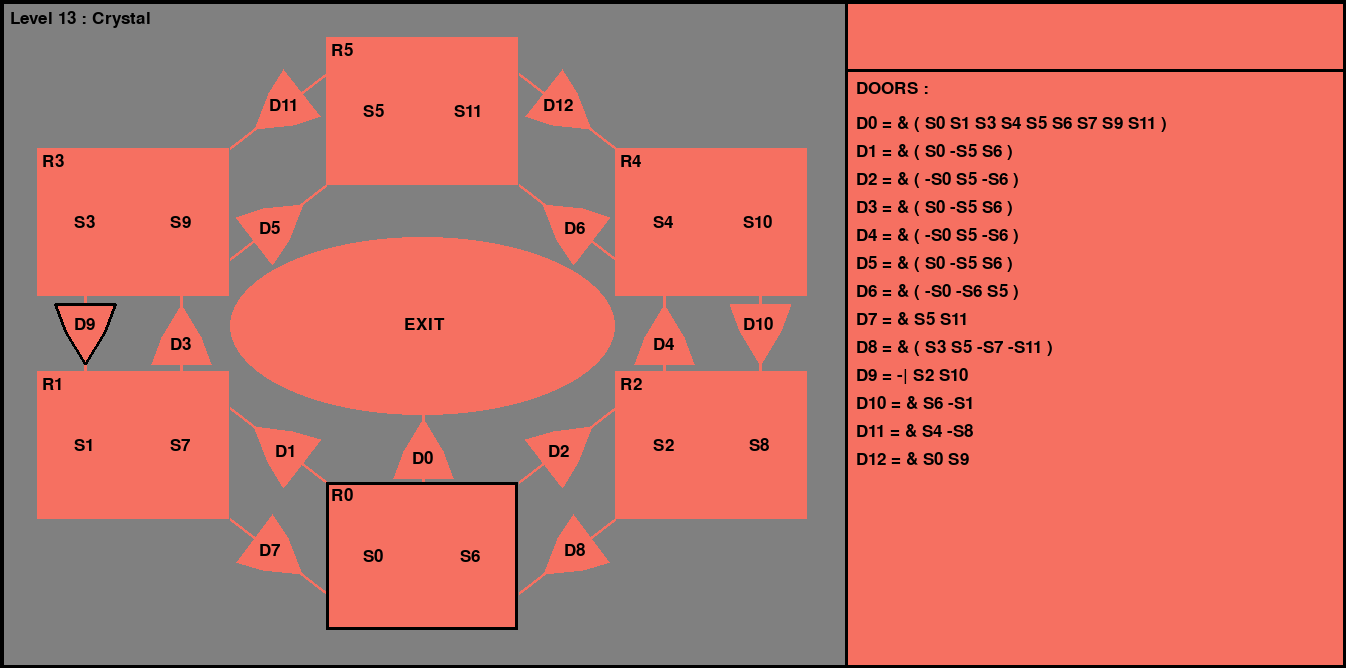 Level 13 : Crystal
R5
D11
S5
S11
D12
R3
S3
S9
D5
R4
S4
S10
D6
EXIT
D9
D3
D4
D10
R1
S1
S7
D1
R2
S2
S8
D2
D0
R0
S0
S6
D7
D8
DOORS :
D0 = & ( S0 S1 S3 S4 S5 S6 S7 S9 S11 )
D1 = & ( S0 -S5 S6 )
D2 = & ( -S0 S5 -S6 )
D3 = & ( S0 -S5 S6 )
D4 = & ( -S0 S5 -S6 )
D5 = & ( S0 -S5 S6 )
D6 = & ( -S0 -S6 S5 )
D7 = & S5 S11
D8 = & ( S3 S5 -S7 -S11 )
D9 = -| S2 S10
D10 = & S6 -S1
D11 = & S4 -S8
D12 = & S0 S9